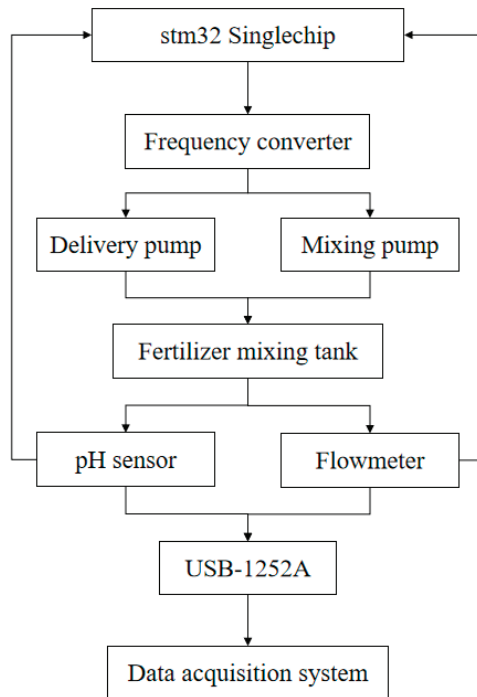 stm32 Singlechip
Frequency converter
Delivery pump
Mixing pump
Fertilizer mixing tank
pH sensor
Flowmeter
USB-1252A
Data acquisition system